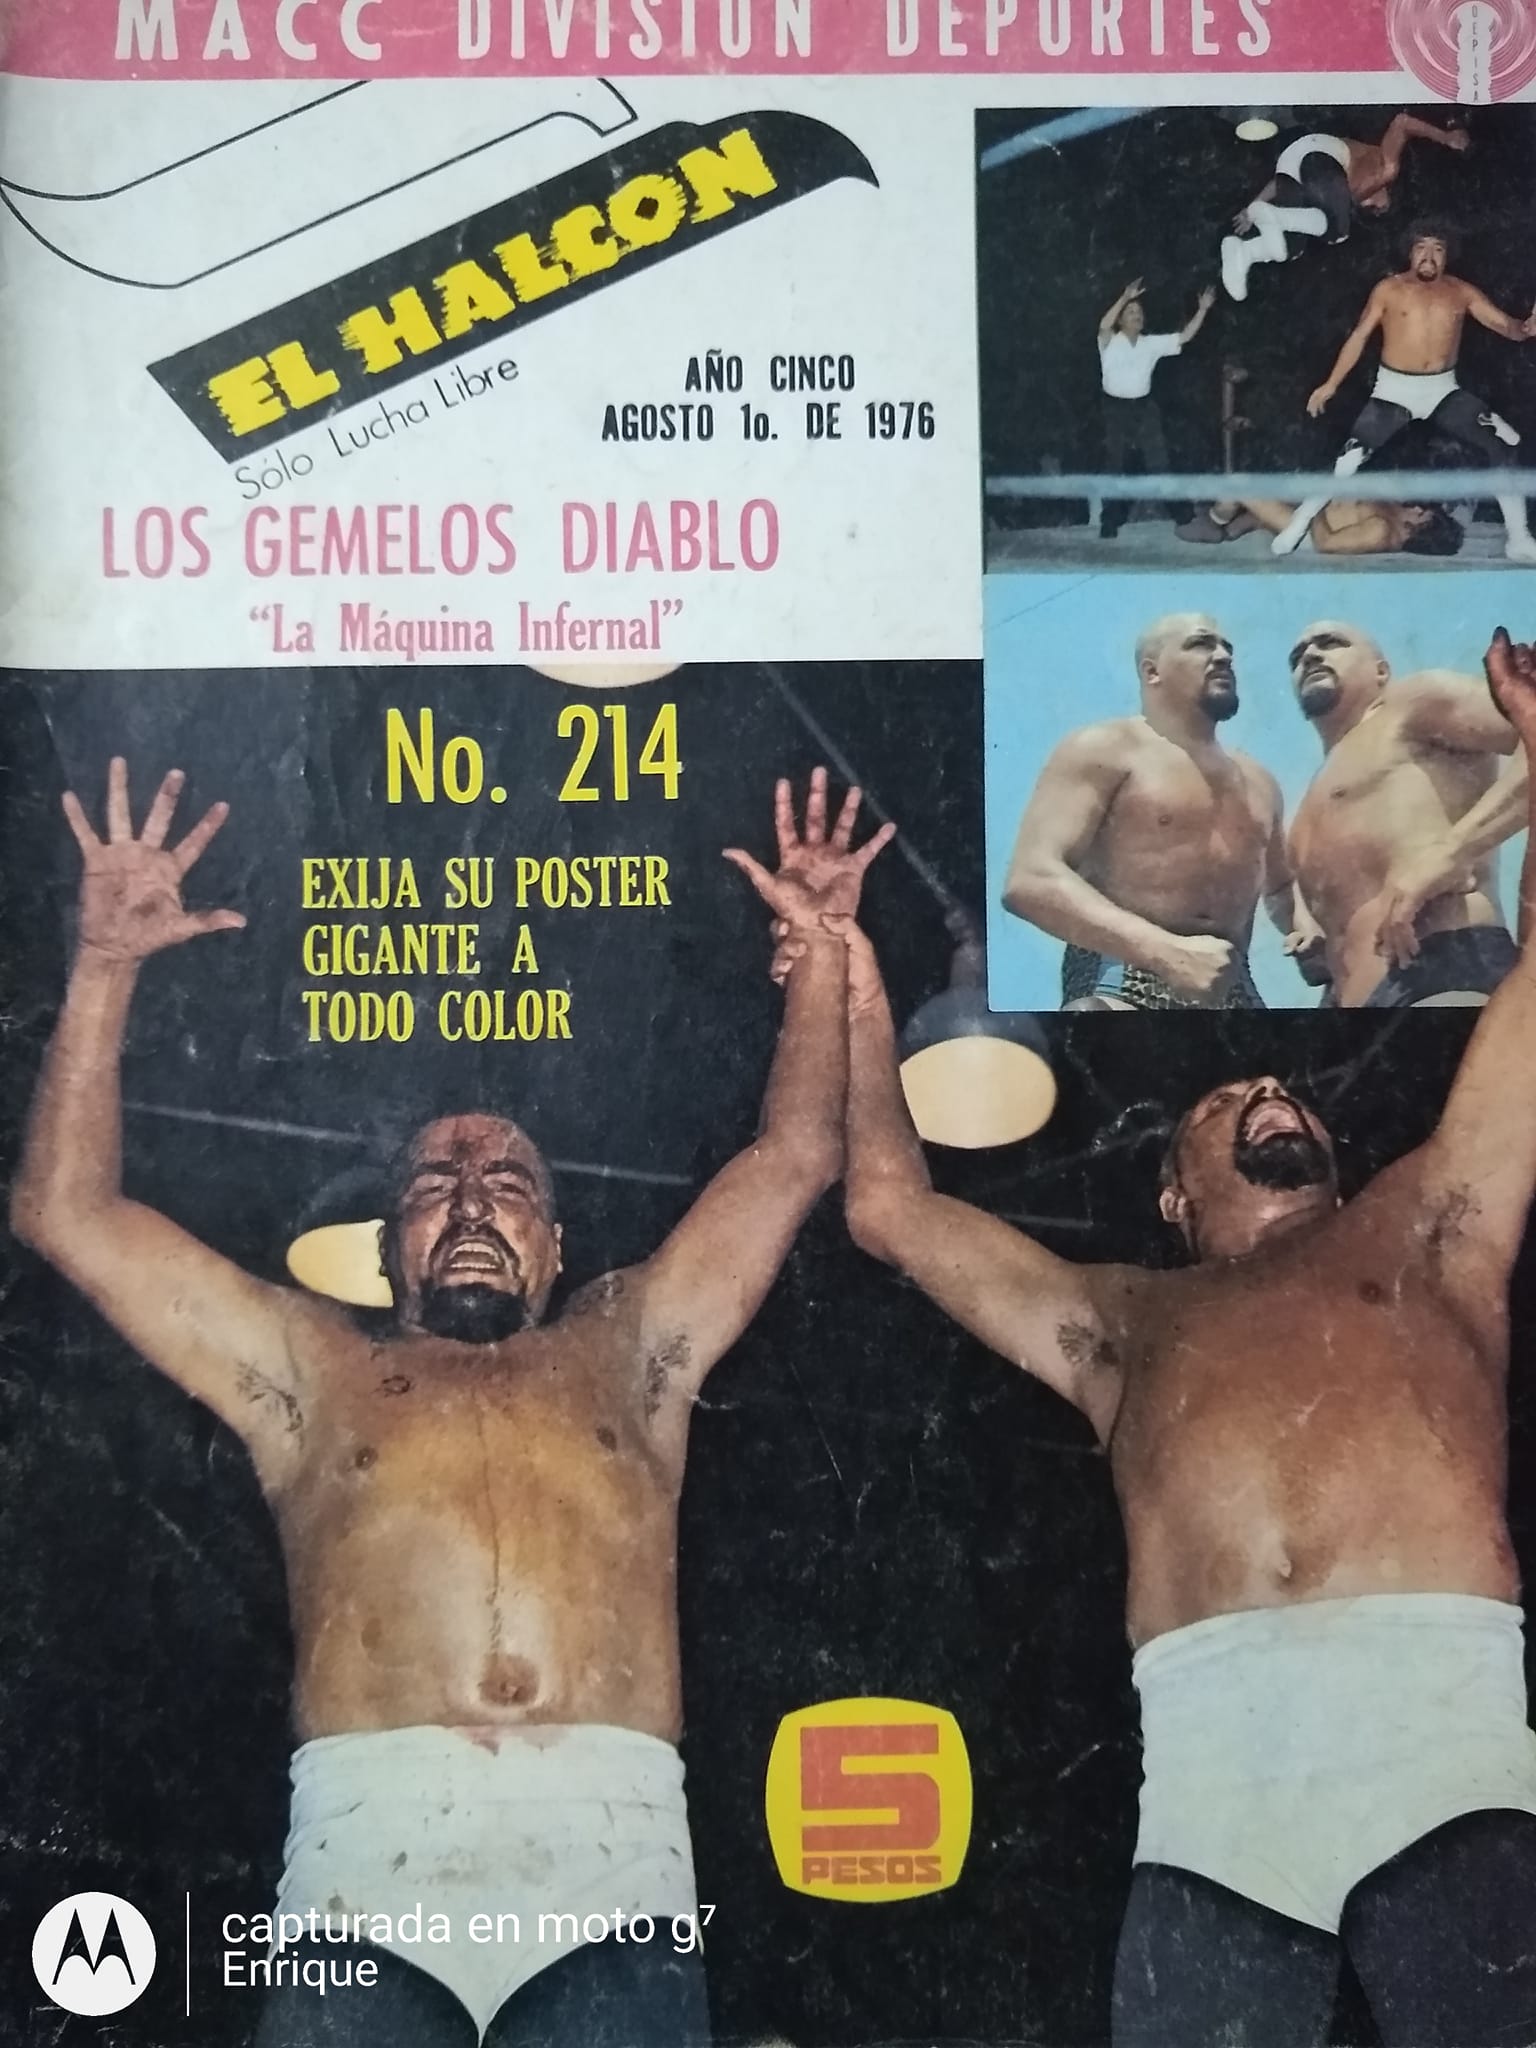 MACC DIVISION DEPORTES
DEPISA
EL HALCON
Sólo Lucha Libre
AÑO CINCO
AGOSTO 1o. DE 1976
LOS GEMELOS DIABLO
“La Máquina Infernal”
No. 214
EXIJA SU POSTER
GIGANTE A
TODO COLOR
5
PESOS
capturada en moto g⁷
Enrique